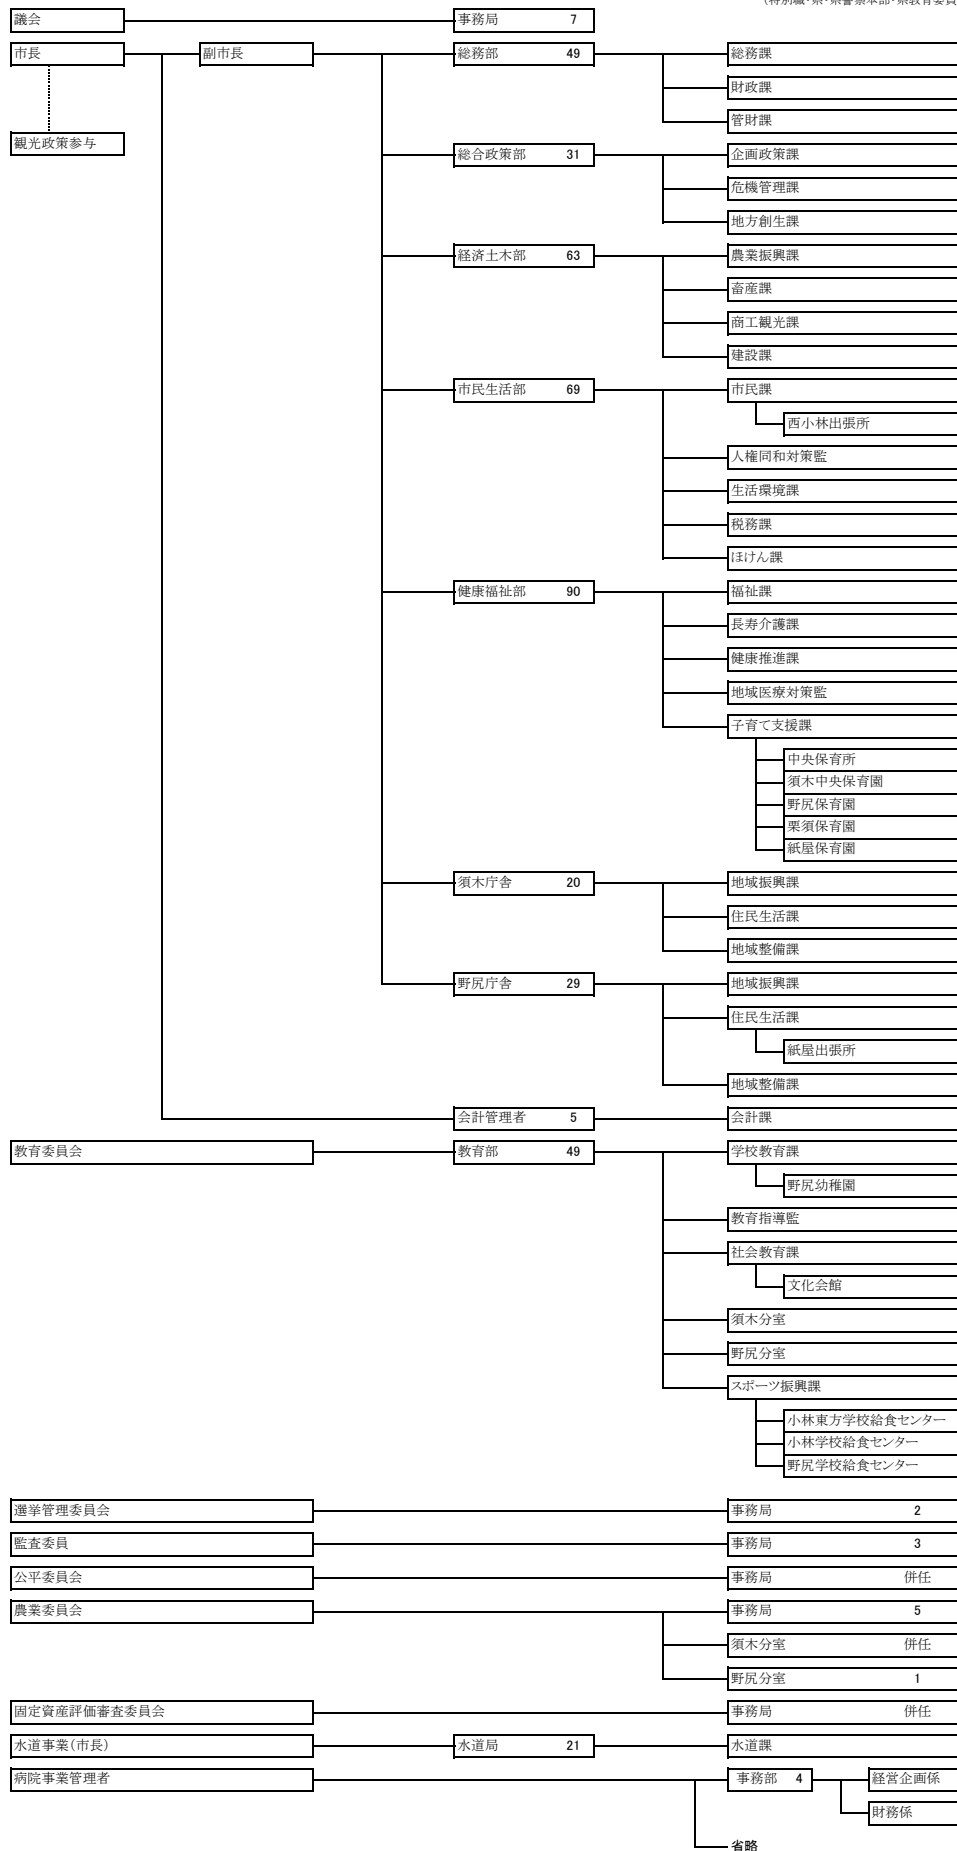 (特別職・県・県警察本部・県教育委員
議会 事務局 7
市長 副市長 総務部 49 総務課
財政課
管財課
観光政策参与
総合政策部 31 企画政策課
危機管理課
地方創生課
経済土木部 63 農業振興課
畜産課
商工観光課
建設課
市民生活部 69 市民課
西小林出張所
人権同和対策監
生活環境課
税務課
ほけん課
健康福祉部 90 福祉課
長寿介護課
健康推進課
地域医療対策監
子育て支援課
中央保育所
須木中央保育園
野尻保育園
栗須保育園
紙屋保育園
須木庁舎 20 地域振興課
住民生活課
地域整備課
野尻庁舎 29 地域振興課
住民生活課
紙屋出張所
地域整備課
会計管理者 5 会計課
教育委員会 教育部 49 学校教育課
野尻幼稚園
教育指導監
社会教育課
文化会館
須木分室
野尻分室
スポーツ振興課
小林東方学校給食センター
小林学校給食センター
野尻学校給食センター
選挙管理委員会 事務局 2
監査委員 事務局 3
公平委員会 事務局 併任
農業委員会 事務局 5
須木分室 併任
野尻分室 1
固定資産評価審査委員会 事務局 併任
水道事業(市長) 水道局 21 水道課
病院事業管理者 事務部 4 経営企画係
財務係
省略